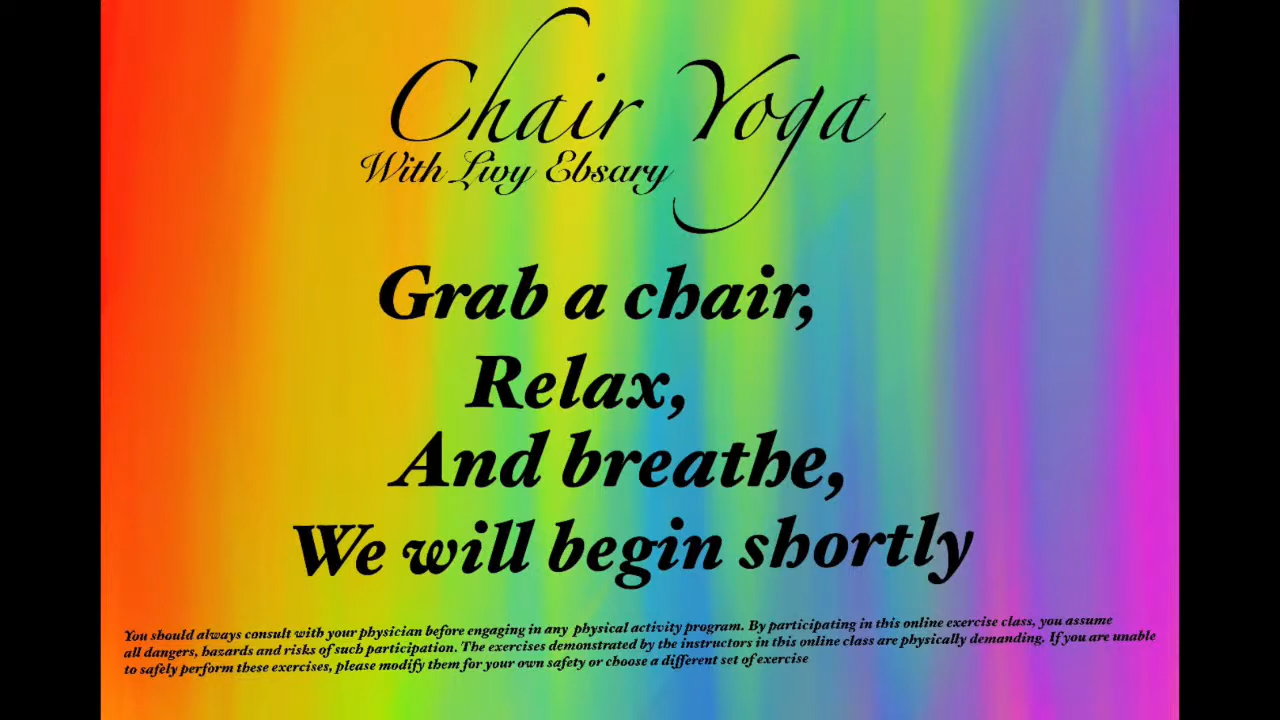 Chair Yoga
With Livy Ebsary
Grab a chair,
Relax,
And breathe,
We will begin shortly
You should always consult with your physician before engaging in any physical activity program. By participating in this online exercise class, you assume
all dangers, hazards and risks of such participation. The exercises demonstrated by the instructors in this online class are physically demanding. If you are unable
to safely perform these exercises, please modify them for your own safety or choose a different set of exercise